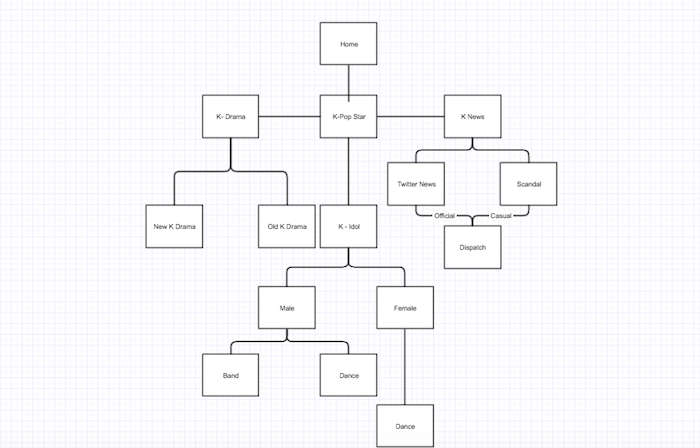 Home
K- Drama
K-Pop Star
K News
Twitter News
Scandal
New K Drama
Old K Drama
K - Idol
Official
Casual
Dispatch
Male
Female
Band
Dance
Dance